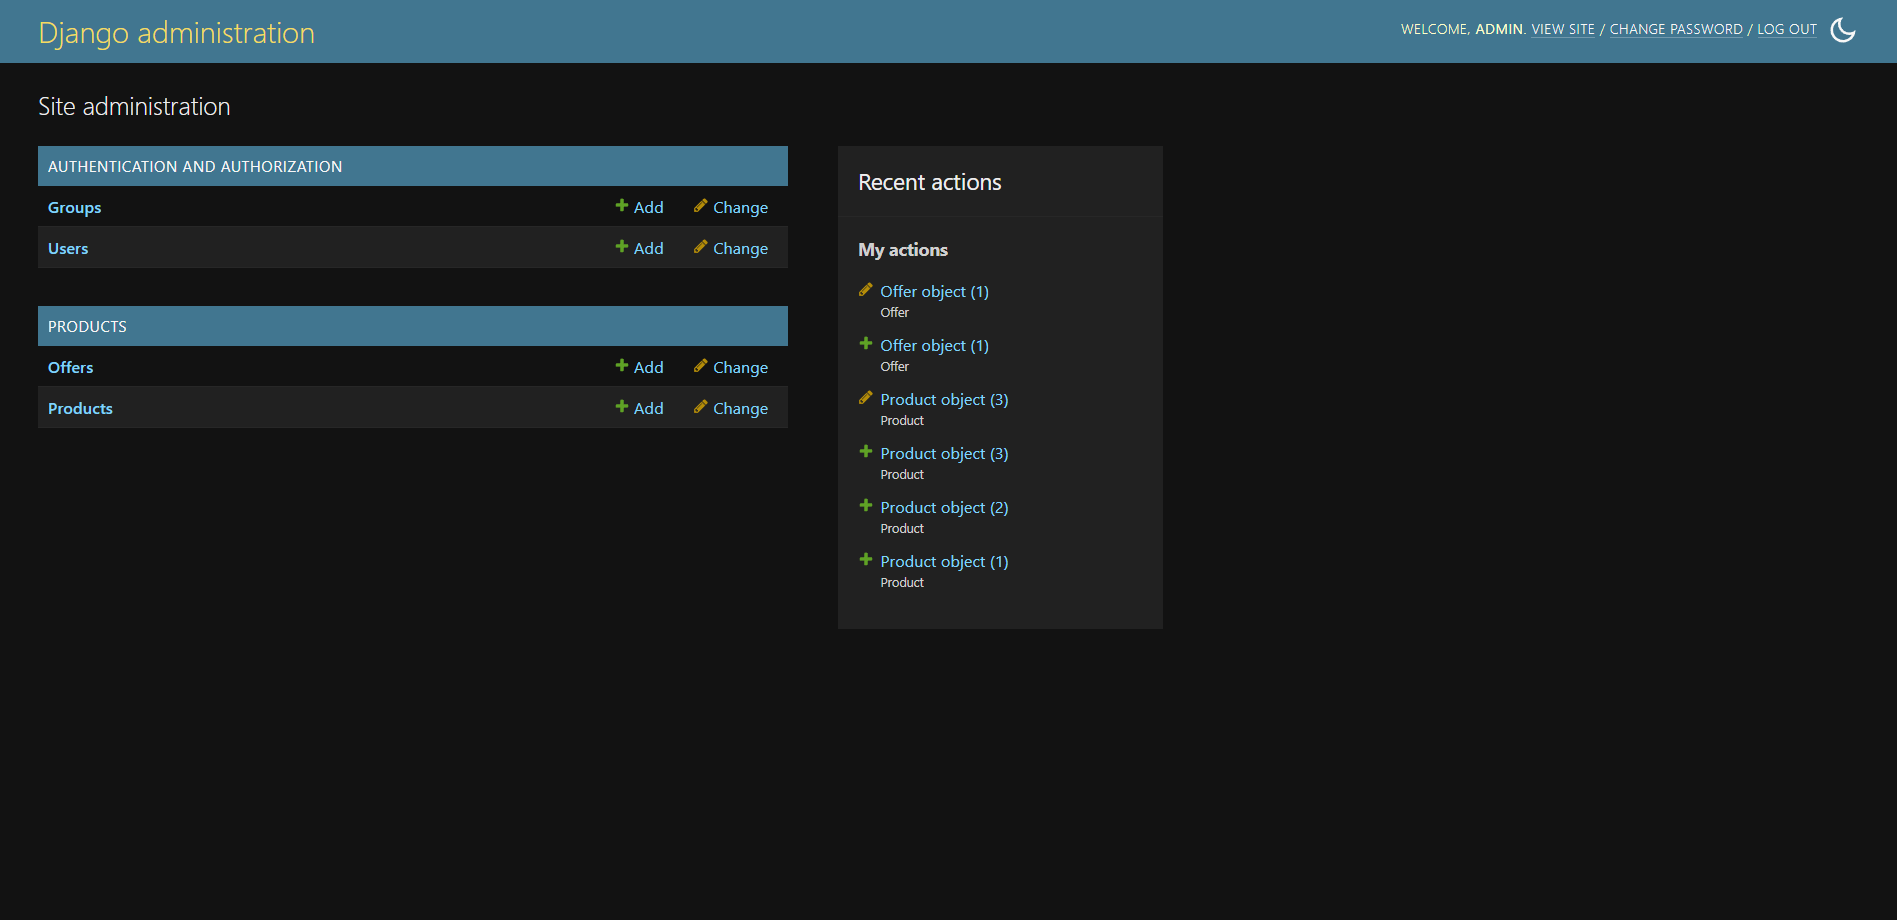 Django administration
WELCOME, ADMIN. VIEW SITE / CHANGE PASSWORD / LOG OUT
Site administration
AUTHENTICATION AND AUTHORIZATION
Groups Add Change
Users Add Change
PRODUCTS
Offers Add Change
Products Add Change
Recent actions
My actions
Offer object (1)
Offer
Offer object (1)
Offer
Product object (3)
Product
Product object (3)
Product
Product object (2)
Product
Product object (1)
Product